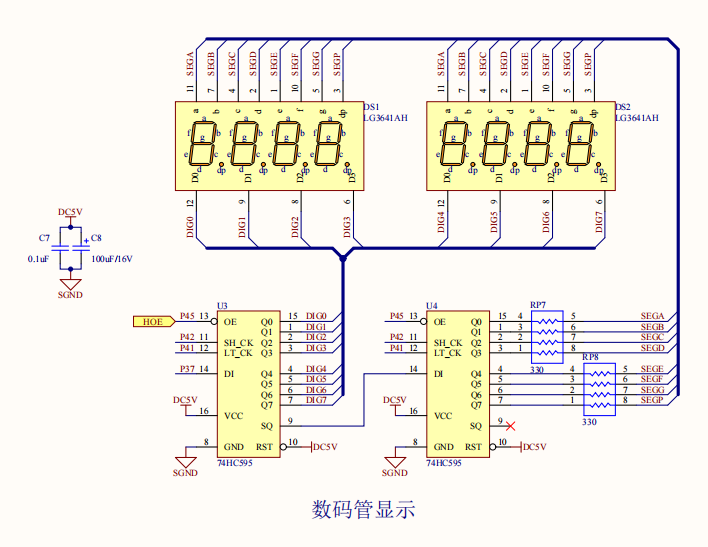 SEGA SEGB SEGC SEGD SEGE SEGF SEGG SEGP
SEGA SEGB SEGC SEGD SEGE SEGF SEGG SEGP
11 7 4 2 1 10 5 3
11 7 4 2 1 10 5 3
a b c d e f g dp
DS1
LG3641AH
a b c d e f g dp
DS2
LG3641AH
a f b g e c d dp
a f b g e c d dp
a f b g e c d dp
a f b g e c d dp
a f b g e c d dp
a f b g e c d dp
a f b g e c d dp
a f b g e c d dp
D0 D1 D2 D3
D0 D1 D2 D3
12 9 8 6
12 9 8 6
DIG0 DIG1 DIG2 DIG3
DIG4 DIG5 DIG6 DIG7
DC5V
C7 C8
0.1uF 100uF/16V
SGND
U3
HOE P45 13 OE Q0 15 DIG0
Q1 1 DIG1
P42 11 SH_CK Q2 2 DIG2
P41 12 LT_CK Q3 3 DIG3
P37 14 DI Q4 4 DIG4
Q5 5 DIG5
Q6 6 DIG6
DC5V Q7 7 DIG7
16 VCC
SQ 9
8 GND RST 10 DC5V
SGND
74HC595
U4 RP7
P45 13 OE Q0 15 4 5 SEGA
Q1 1 3 6 SEGB
P42 11 SH_CK Q2 2 2 7 SEGC
P41 12 LT_CK Q3 3 1 8 SEGD
330 RP8
14 DI Q4 4 4 5 SEGE
Q5 5 3 6 SEGF
Q6 6 2 7 SEGG
DC5V Q7 7 1 8 SEGP
16 VCC
330
SQ 9
8 GND RST 10 DC5V
SGND
74HC595
数码管显示